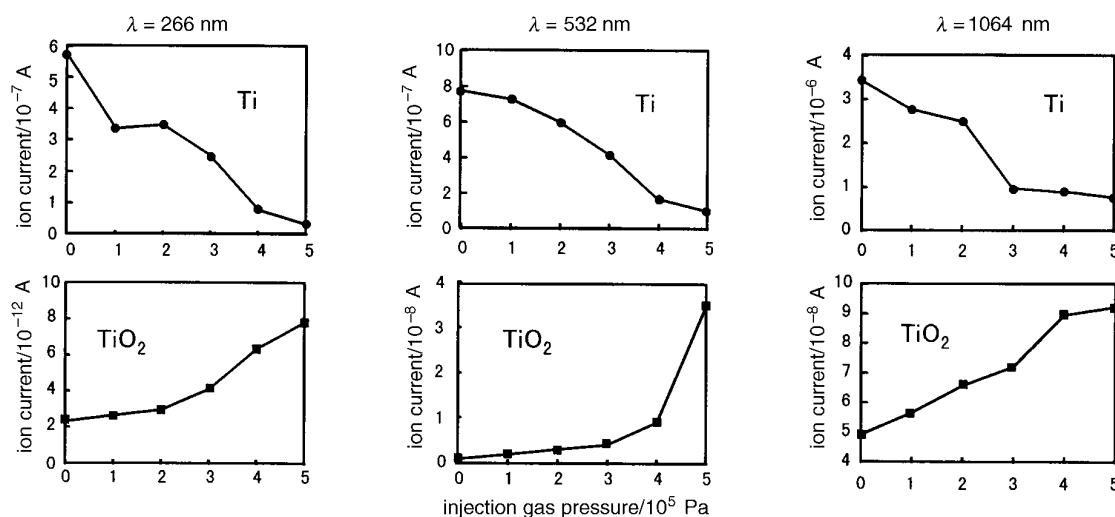 λ = 266 nm
λ = 532 nm
λ = 1064 nm
ion current/10⁻⁷ A
6
5
4
3
2
1
0
Ti
0 1 2 3 4 5
ion current/10⁻⁷ A
10
8
6
4
2
0
Ti
0 1 2 3 4 5
ion current/10⁻⁶ A
4
3
2
1
0
Ti
0 1 2 3 4 5
ion current/10⁻¹² A
10
8
6
4
2
0
TiO₂
0 1 2 3 4 5
ion current/10⁻⁸ A
4
3
2
1
0
TiO₂
0 1 2 3 4 5
ion current/10⁻⁸ A
10
9
8
7
6
5
4
TiO₂
0 1 2 3 4 5
injection gas pressure/10⁵ Pa